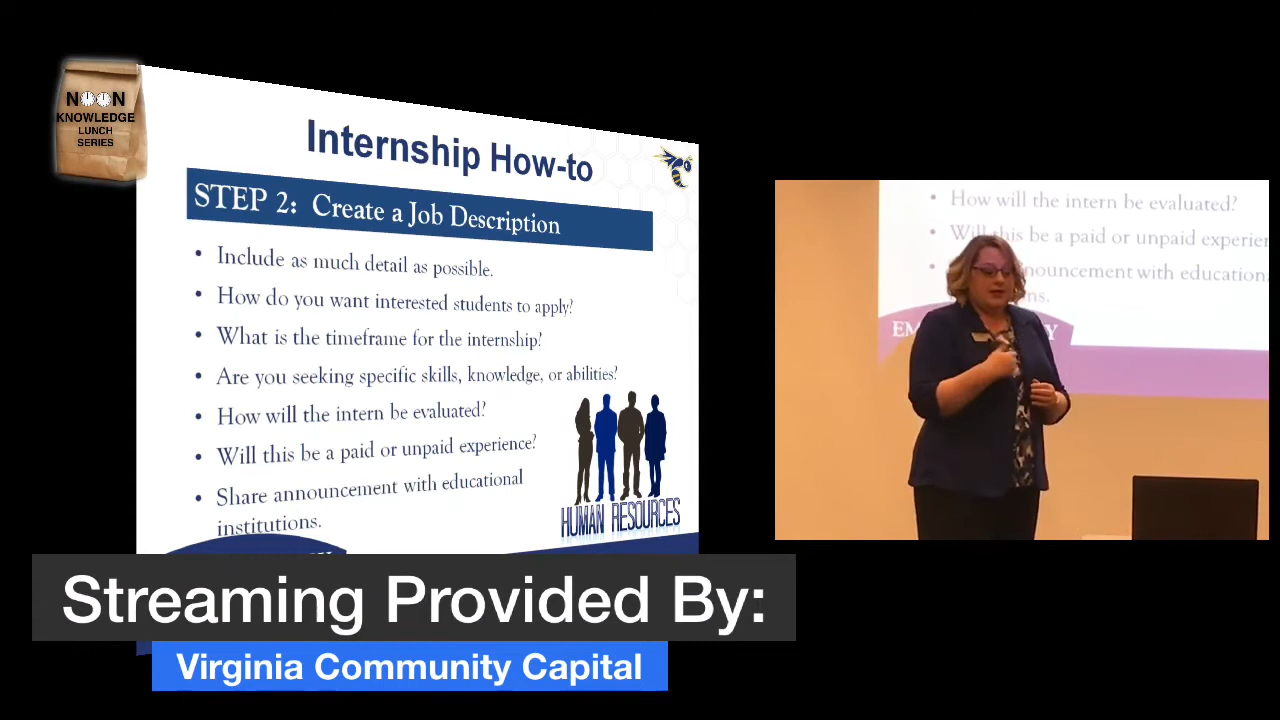 NOON
KNOWLEDGE
LUNCH
SERIES
Internship How-to
STEP 2: Create a Job Description
• Include as much detail as possible.
• How do you want interested students to apply?
• What is the timeframe for the internship?
• Are you seeking specific skills, knowledge, or abilities?
• How will the intern be evaluated?
• Will this be a paid or unpaid experience?
• Share announcement with educational
institutions.
HUMAN RESOURCES
• How will the intern be evaluated?
• Will this be a paid or unpaid
announcement with
Streaming Provided By:
Virginia Community Capital